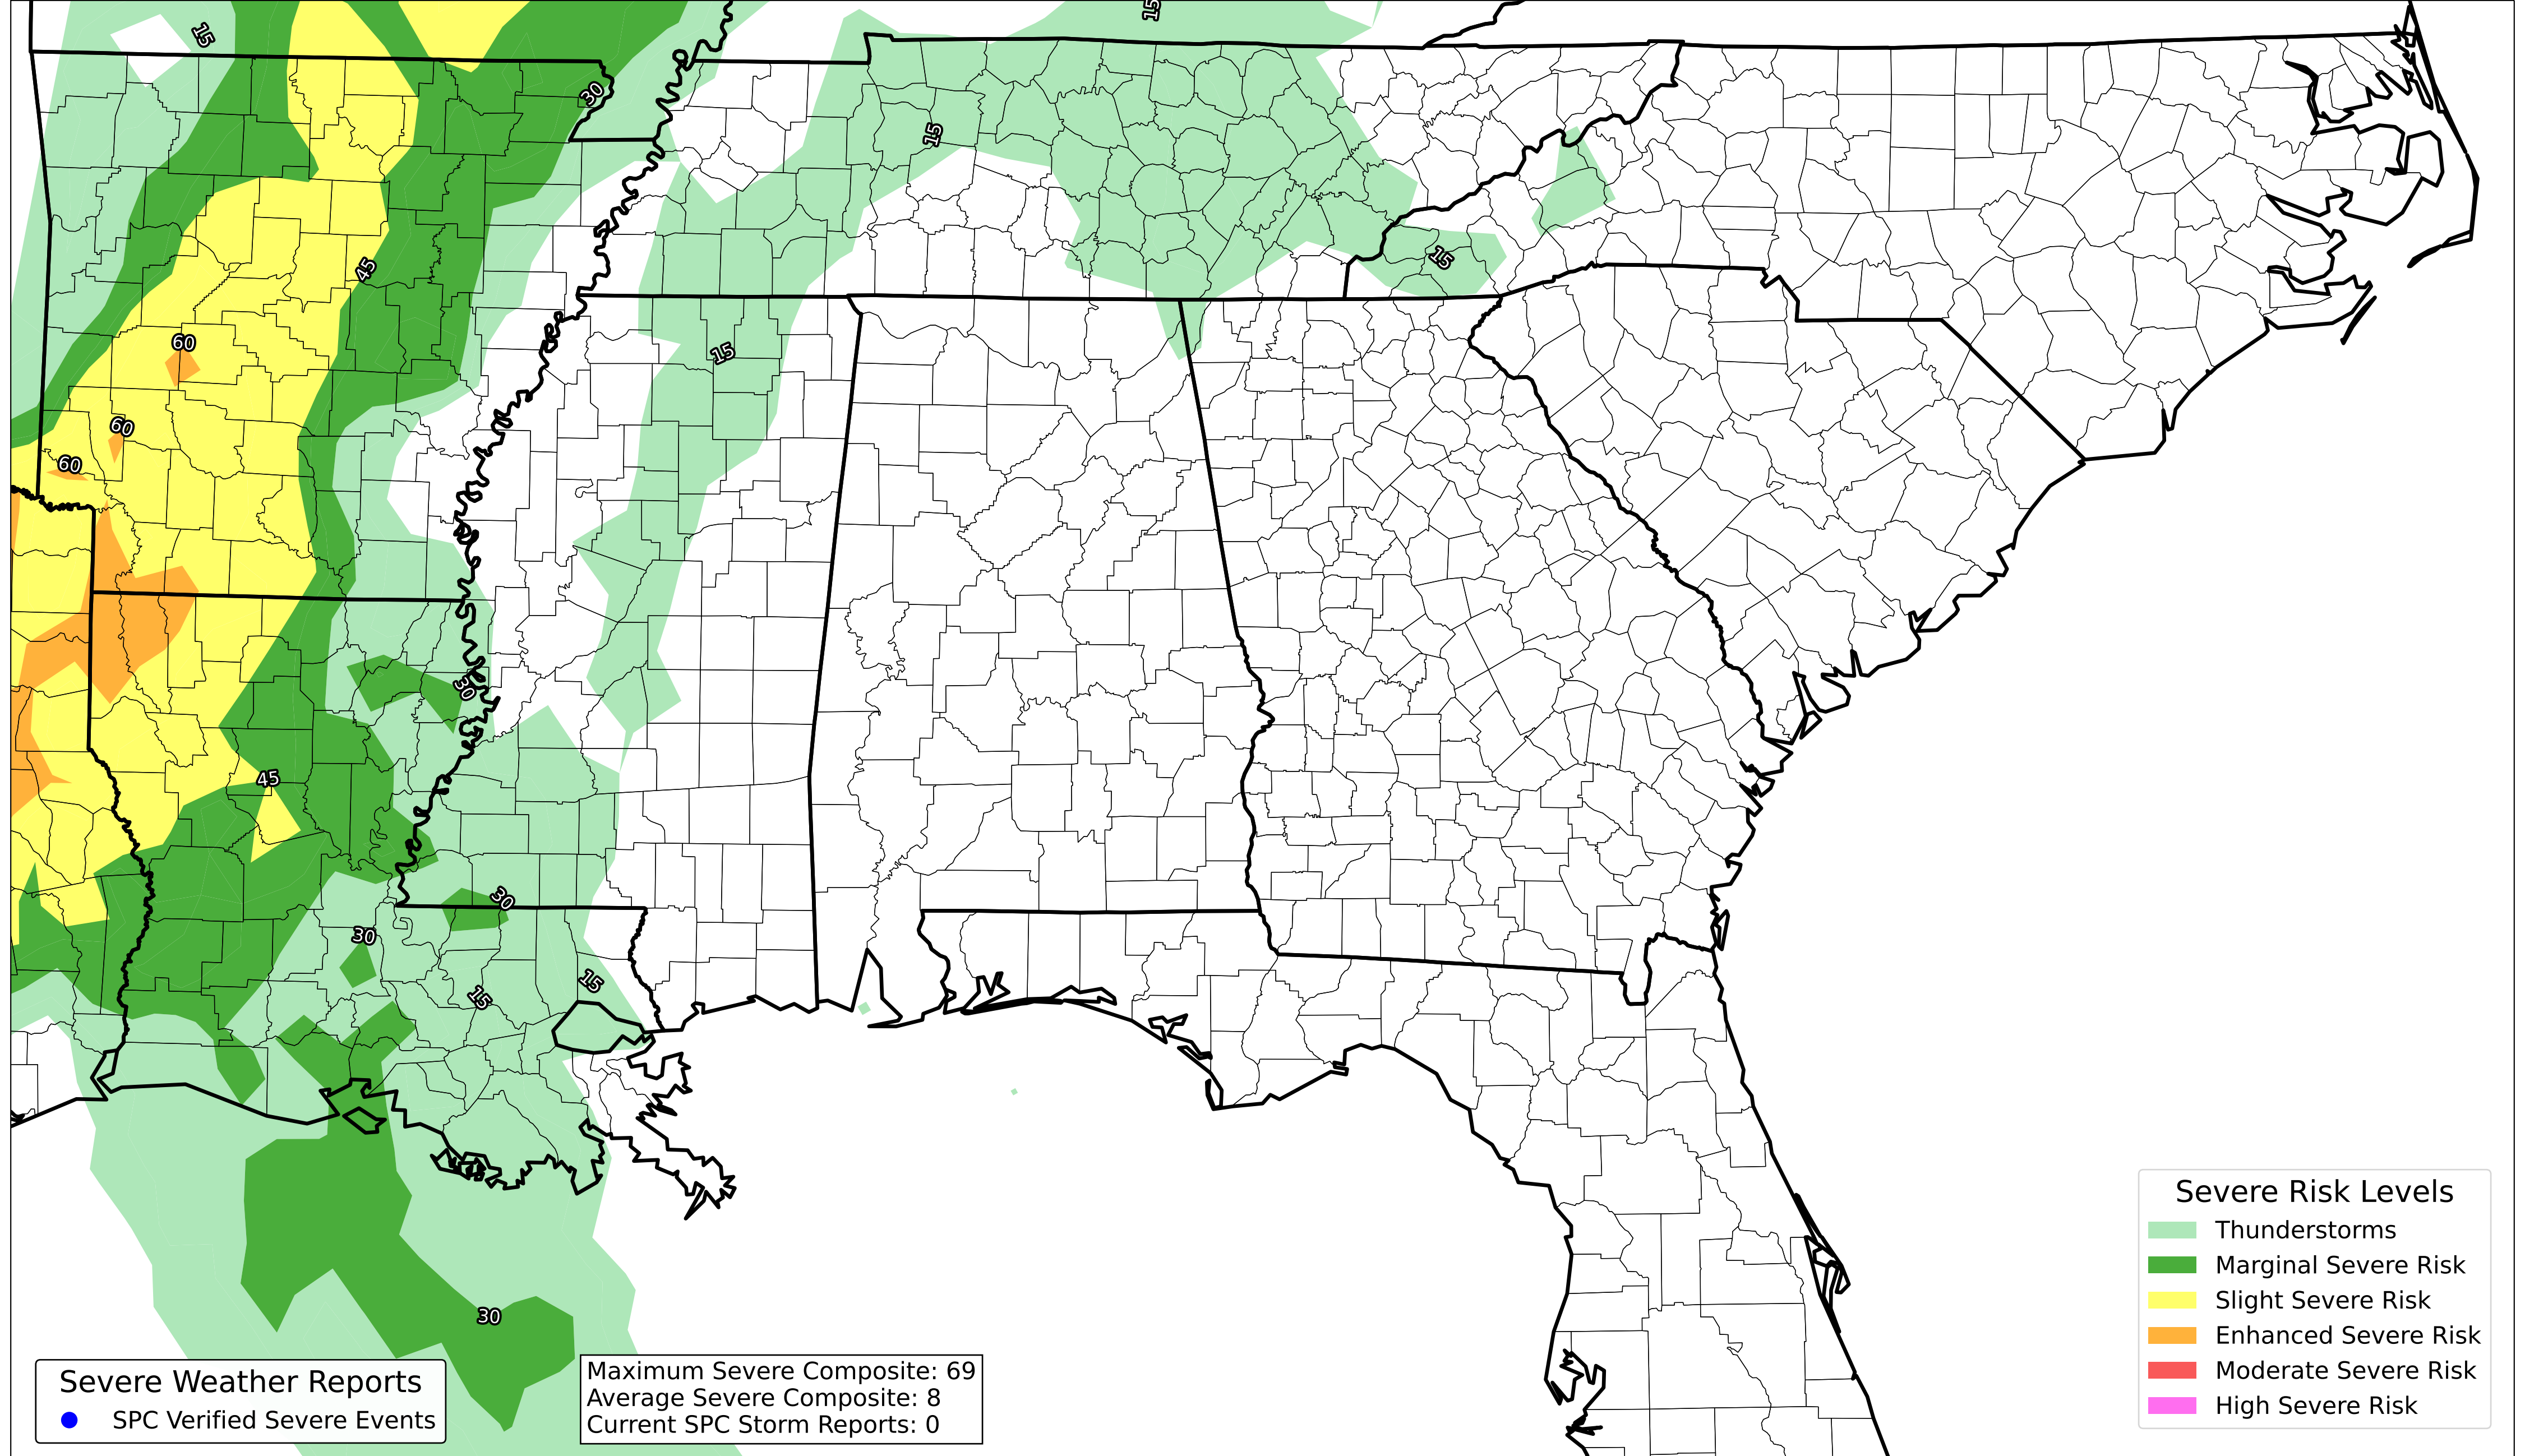 15
15
30
15
45
15
60
15
60
60
30
45
30
30
15
15
30
Severe Risk Levels
Thunderstorms
Marginal Severe Risk
Slight Severe Risk
Enhanced Severe Risk
Moderate Severe Risk
High Severe Risk
Severe Weather Reports
SPC Verified Severe Events
Maximum Severe Composite: 69
Average Severe Composite: 8
Current SPC Storm Reports: 0